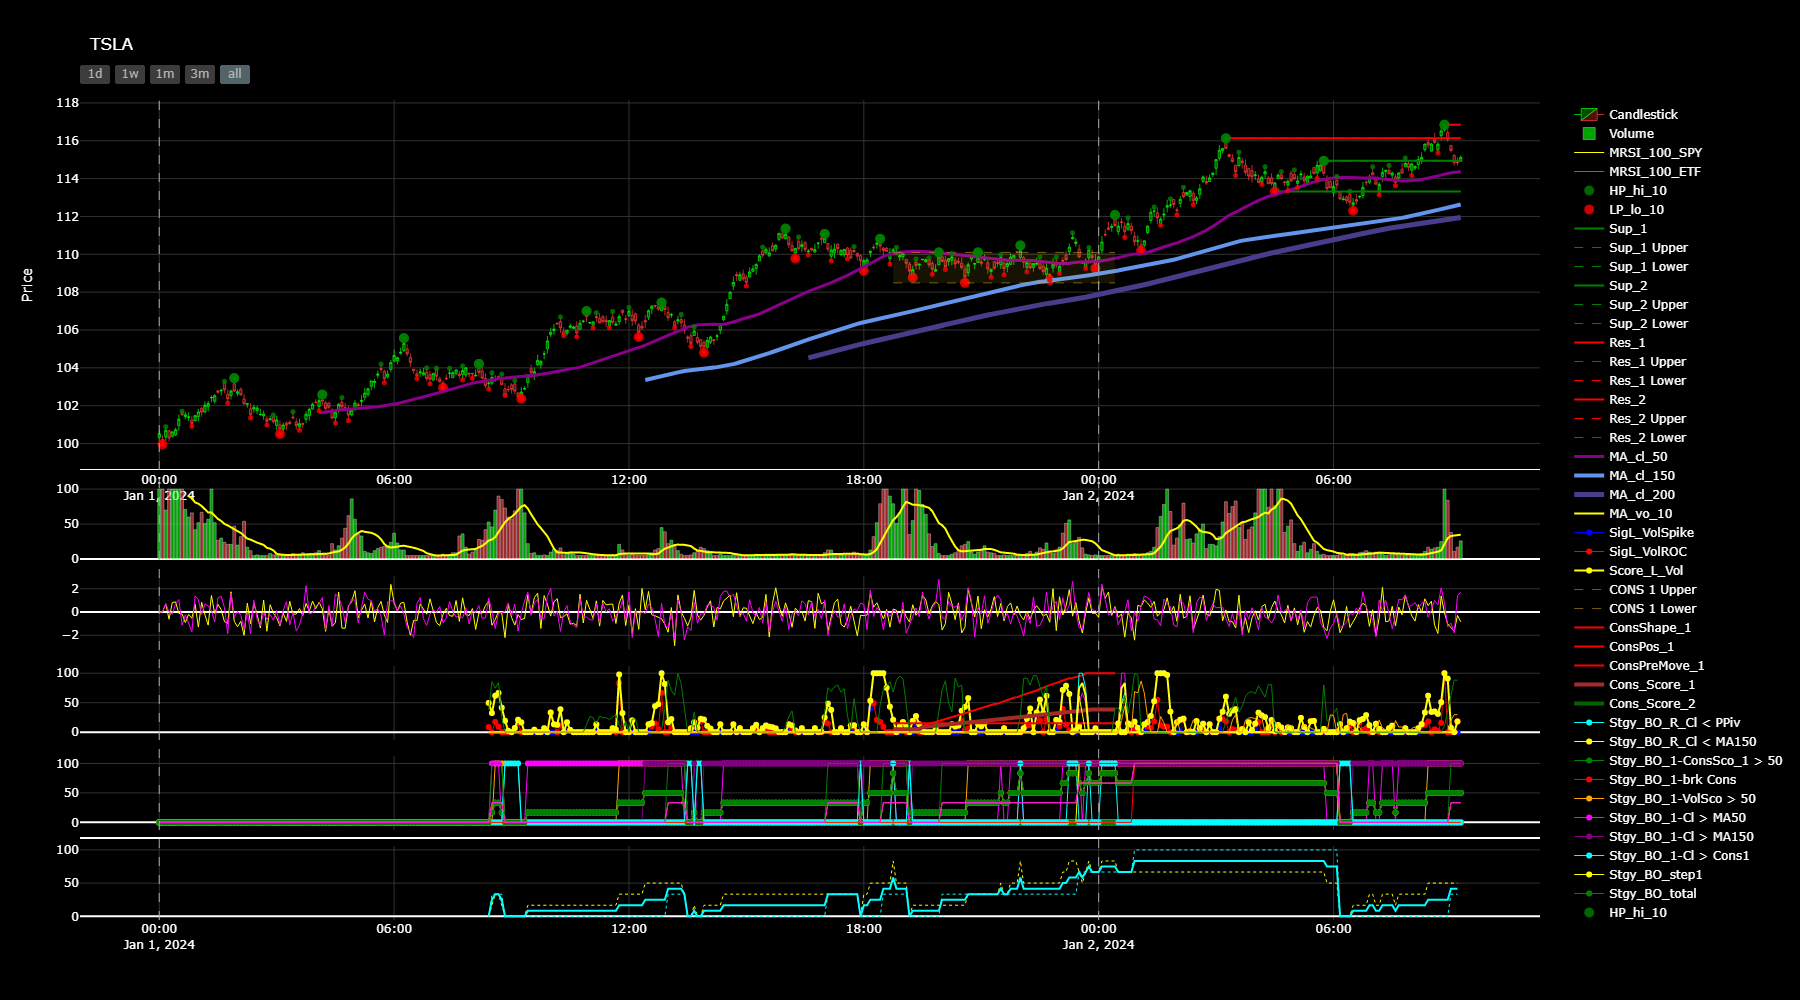 TSLA
1d 1w 1m 3m all
118
116
114
112
110
108
106
104
102
100
Price
00:00 06:00 12:00 18:00 00:00 06:00
Jan 1, 2024 Jan 2, 2024
100
50
0
2
0
−2
100
50
0
100
50
0
100
50
0
00:00 06:00 12:00 18:00 00:00 06:00
Jan 1, 2024 Jan 2, 2024
Candlestick
Volume
MRSI_100_SPY
MRSI_100_ETF
HP_hi_10
LP_lo_10
Sup_1
Sup_1 Upper
Sup_1 Lower
Sup_2
Sup_2 Upper
Sup_2 Lower
Res_1
Res_1 Upper
Res_1 Lower
Res_2
Res_2 Upper
Res_2 Lower
MA_cl_50
MA_cl_150
MA_cl_200
MA_vo_10
SigL_VolSpike
SigL_VolROC
Score_L_Vol
CONS 1 Upper
CONS 1 Lower
ConsShape_1
ConsPos_1
ConsPreMove_1
Cons_Score_1
Cons_Score_2
Stgy_BO_R_Cl < PPiv
Stgy_BO_R_Cl < MA150
Stgy_BO_1-ConsSco_1 > 50
Stgy_BO_1-brk Cons
Stgy_BO_1-VolSco > 50
Stgy_BO_1-Cl > MA50
Stgy_BO_1-Cl > MA150
Stgy_BO_1-Cl > Cons1
Stgy_BO_step1
Stgy_BO_total
HP_hi_10